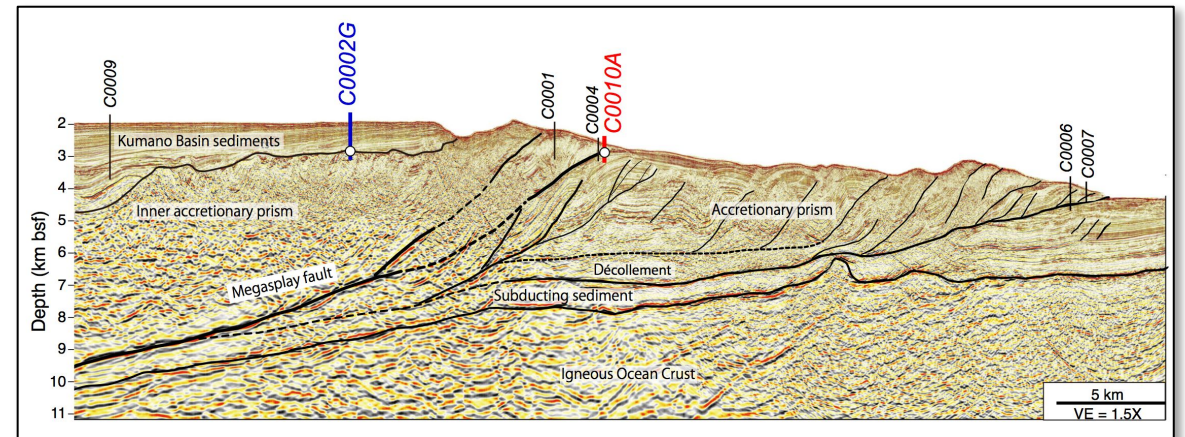 C0009
C0002G
C0001
C0004
C0010A
C0006
C0007
Depth (km bsf)
2
3
4
5
6
7
8
9
10
11
Kumano Basin sediments
Inner accretionary prism
Accretionary prism
Megasplay fault
Décollement
Subducting sediment
Igneous Ocean Crust
5 km
VE = 1.5X